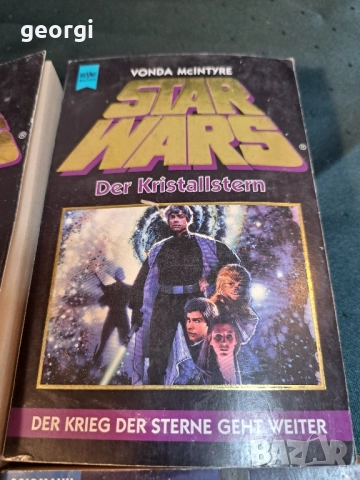 georgi
VONDA McINTYRE
STAR
WARS®
Der Kristallstern
DER KRIEG DER STERNE GEHT WEITER
BAZAR